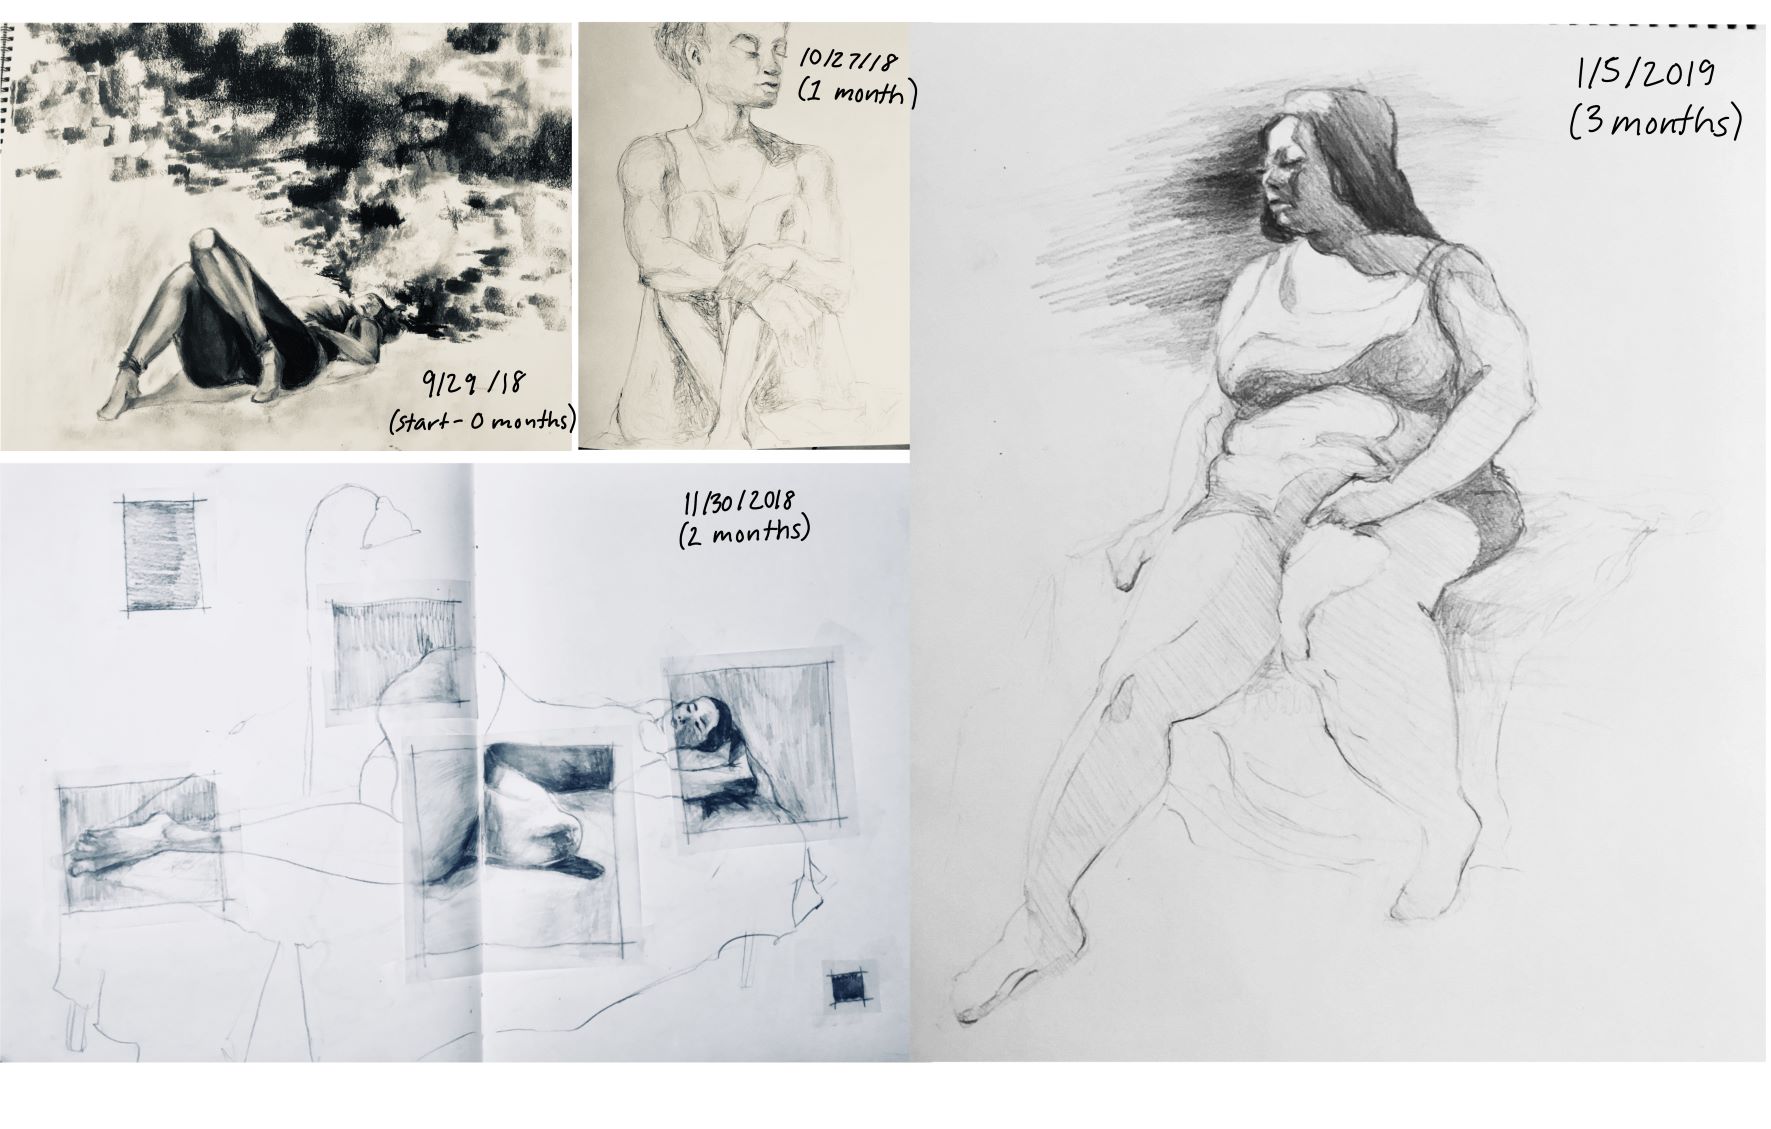 9/29/18
(start - 0 months)
10/27/18
(1 month)
11/30/2018
(2 months)
1/5/2019
(3 months)